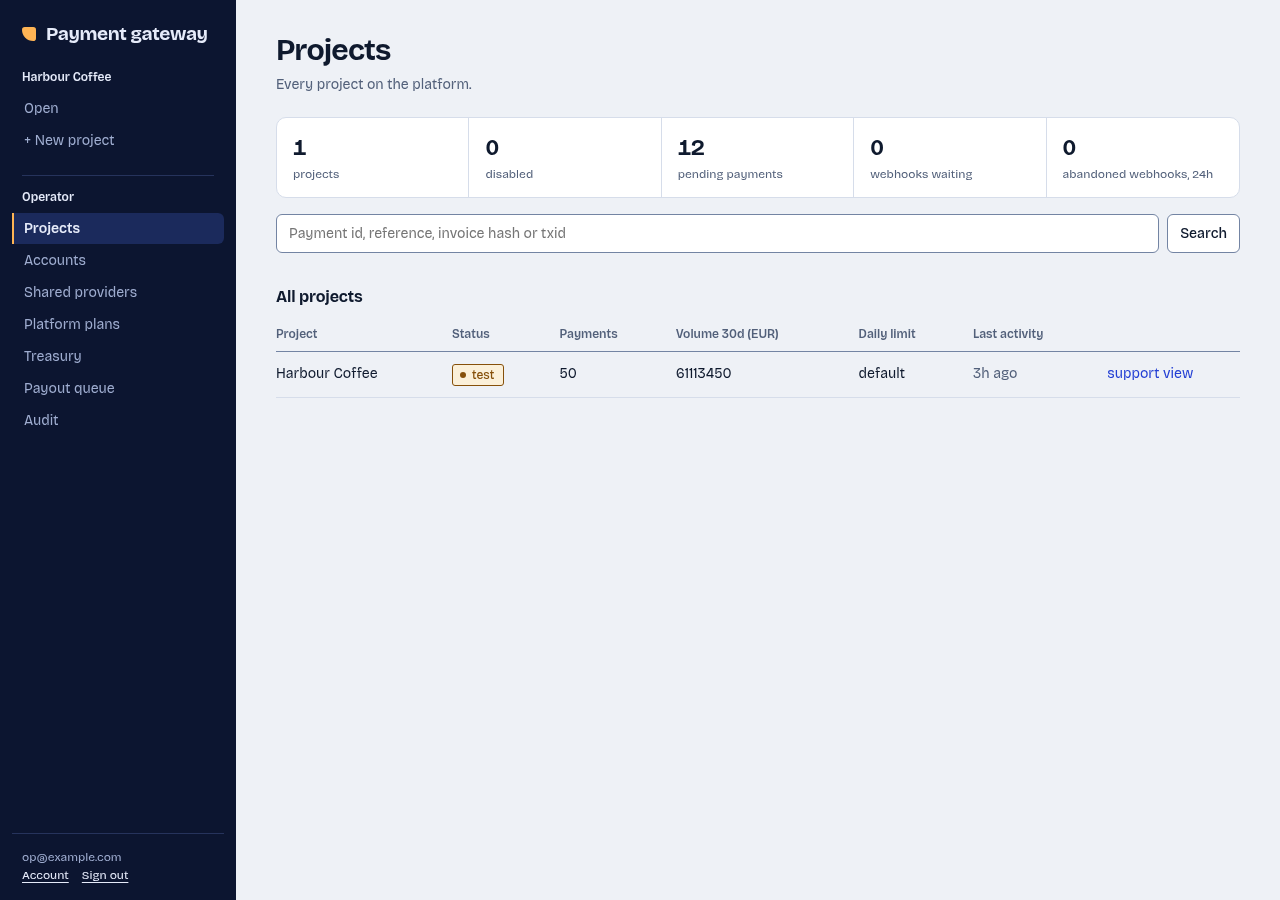 Payment gateway
Harbour Coffee
Open
+ New project
Operator
Projects
Accounts
Shared providers
Platform plans
Treasury
Payout queue
Audit
op@example.com
Account Sign out
Projects
Every project on the platform.
1 0 12 0 0
projects disabled pending payments webhooks waiting abandoned webhooks, 24h
Payment id, reference, invoice hash or txid Search
All projects
Project Status Payments Volume 30d (EUR) Daily limit Last activity
Harbour Coffee test 50 61113450 default 3h ago support view